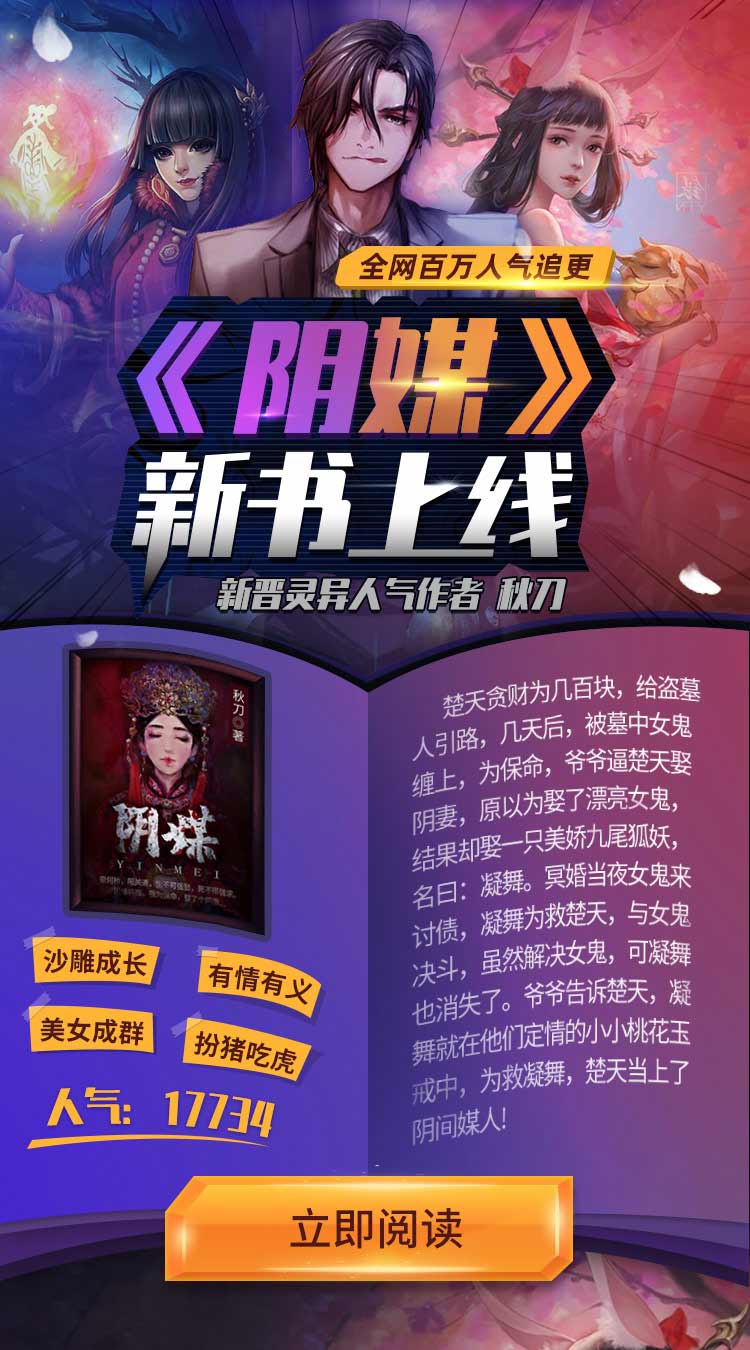 全网百万人气追更
《阴媒》
新书上线
新晋灵异人气作者 秋刀
秋刀◎著
阴媒
YINMEI
沙雕成长
有情有义
美女成群
扮猪吃虎
人气: 17734
楚天贪财为几百块，给盗墓
人引路，几天后，被墓中女鬼
缠上，为保命，爷爷逼楚天娶
阴妻，原以为娶了漂亮女鬼，
结果却娶一只美娇九尾狐妖，
名曰：凝舞。冥婚当夜女鬼来
讨债，凝舞为救楚天，与女鬼
决斗，虽然解决女鬼，可凝舞
也消失了。爷爷告诉楚天，凝
舞就在他们定情的小小桃花玉
戒中，为救凝舞，楚天当上了
阴间媒人!
立即阅读